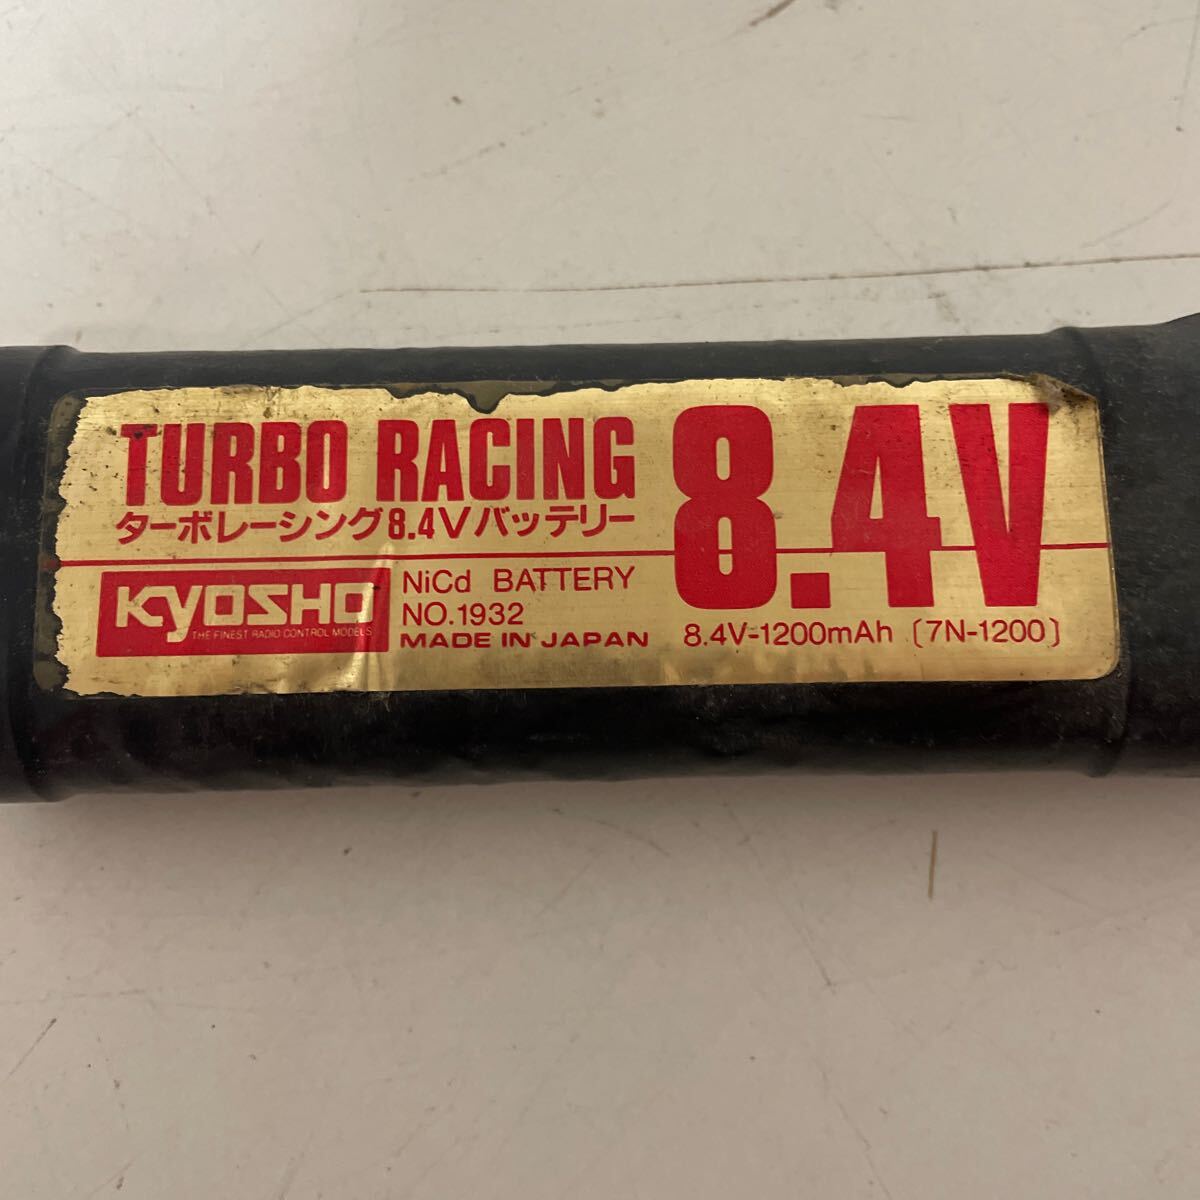 TURBO RACING
ターボレーシング8.4Vバッテリー
8.4V
KYOSHO
THE FINEST RADIO CONTROL MODELS
NiCd BATTERY
NO.1932
MADE IN JAPAN
8.4V-1200mAh〔7N-1200〕